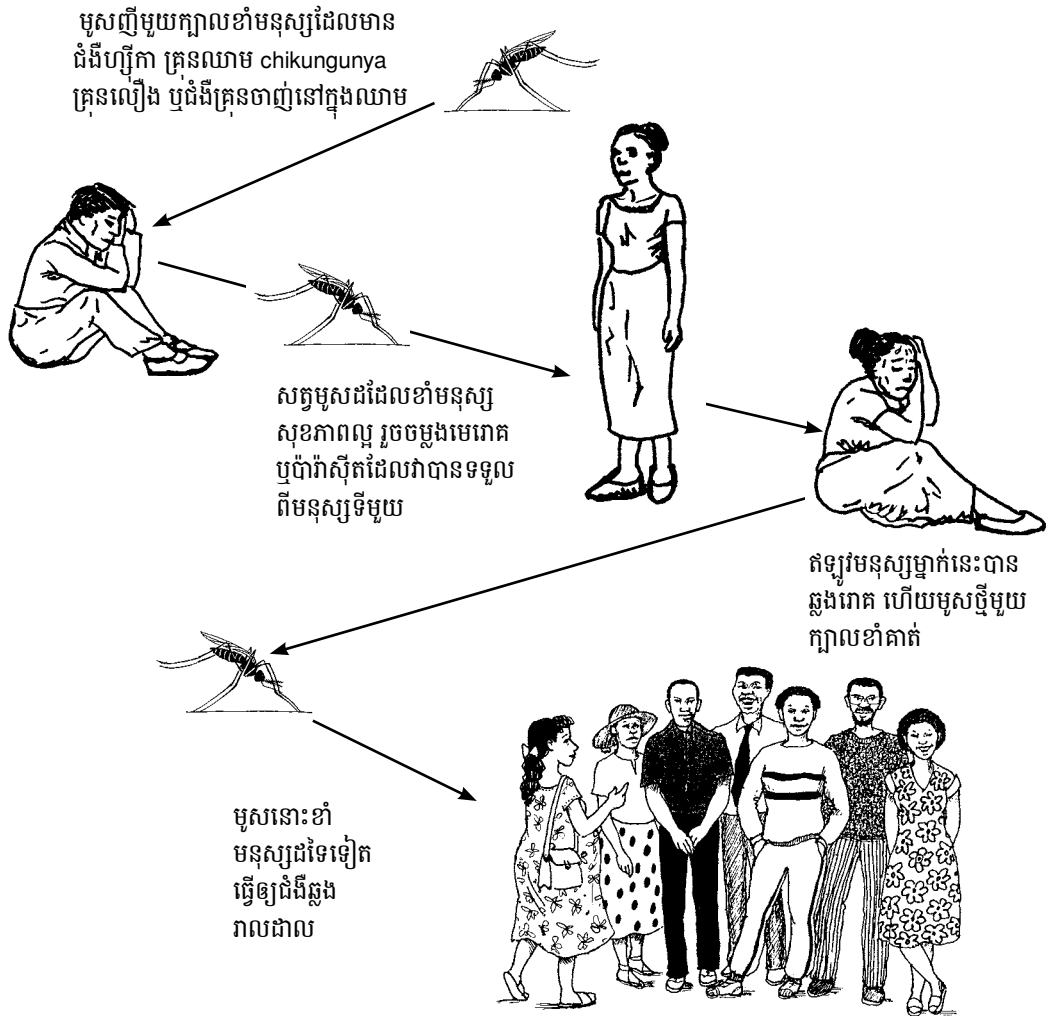 មូសញីមួយក្បាលខាំមនុស្សដែលមាន
ជំងឺហ្ស៊ីកា គ្រុនឈាម chikungunya
គ្រុនលឿង ឬជំងឺគ្រុនចាញ់នៅក្នុងឈាម
សត្វមូសដដែលខាំមនុស្ស
សុខភាពល្អ រួចចម្លងមេរោគ
ឬប៉ារ៉ាស៊ីតដែលវាបានទទួល
ពីមនុស្សទីមួយ
ឥឡូវមនុស្សម្នាក់នេះបាន
ឆ្លងរោគ ហើយមូសថ្មីមួយ
ក្បាលខាំគាត់
មូសនោះខាំ
មនុស្សដទៃទៀត
ធ្វើឲ្យជំងឺឆ្លង
រាលដាល